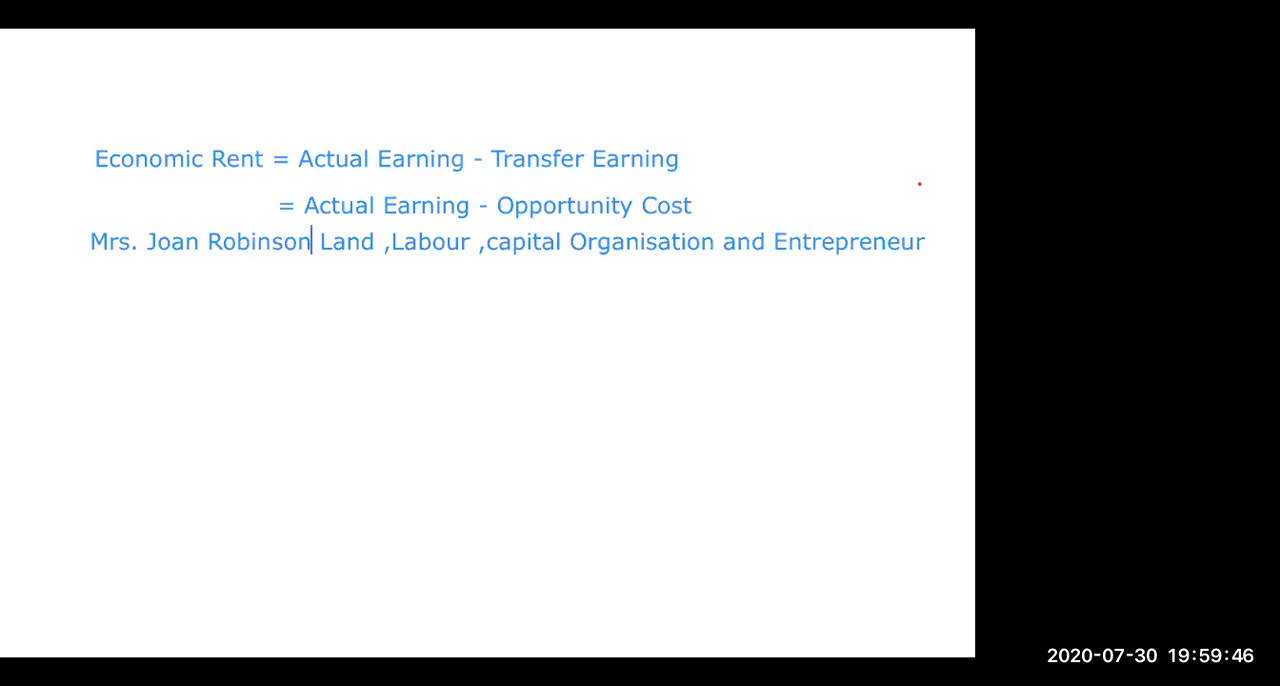 Economic Rent = Actual Earning - Transfer Earning
= Actual Earning - Opportunity Cost
Mrs. Joan Robinson Land ,Labour ,capital Organisation and Entrepreneur
2020-07-30 19:59:46